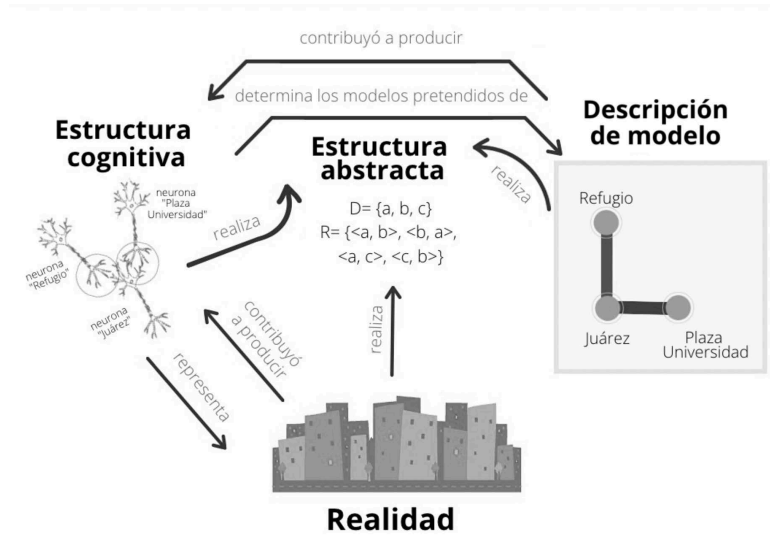 contribuyó a producir
determina los modelos pretendidos de
Estructura
cognitiva
neurona
"Plaza
Universidad"
neurona
"Refugio"
neurona
"Juárez"
realiza
Estructura
abstracta
D= {a, b, c}
R= {<a, b>, <b, a>,
<a, c>, <c, b>}
realiza
Descripción
de modelo
Refugio
Juárez
Plaza
Universidad
contribuyó
a producir
representa
realiza
Realidad